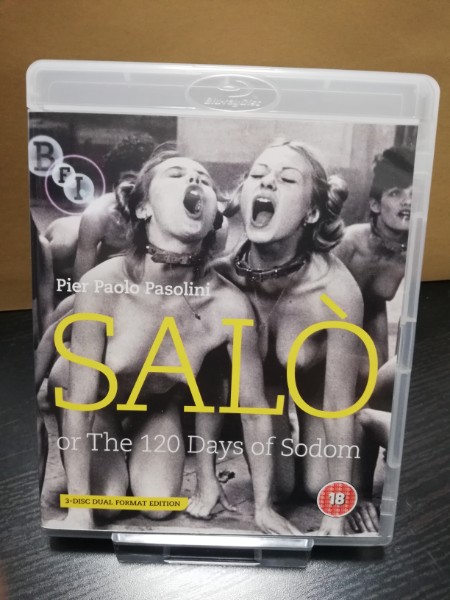 Blu-ray Disc
BFI
Pier Paolo Pasolini
SALÒ
or The 120 Days of Sodom
3-DISC DUAL FORMAT EDITION
18